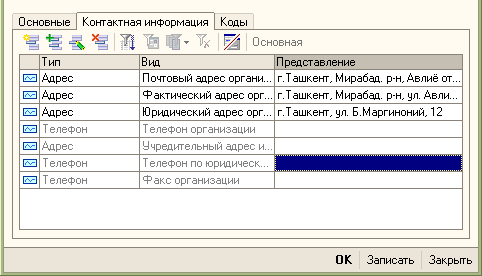 Основные Контактная информация Коды
Основная
Тип Вид Представление
Адрес Почтовый адрес органи... г.Ташкент, Мирабад. р-н, Авлиё от...
Адрес Фактический адрес орг... г.Ташкент, Мирабад. р-н, ул. Авли...
Адрес Юридический адрес орг... г.Ташкент, ул. Б.Маргиноний, 12
Телефон Телефон организации
Адрес Учредительный адрес и...
Телефон Телефон по юридическ...
Телефон Факс организации
OK Записать Закрыть